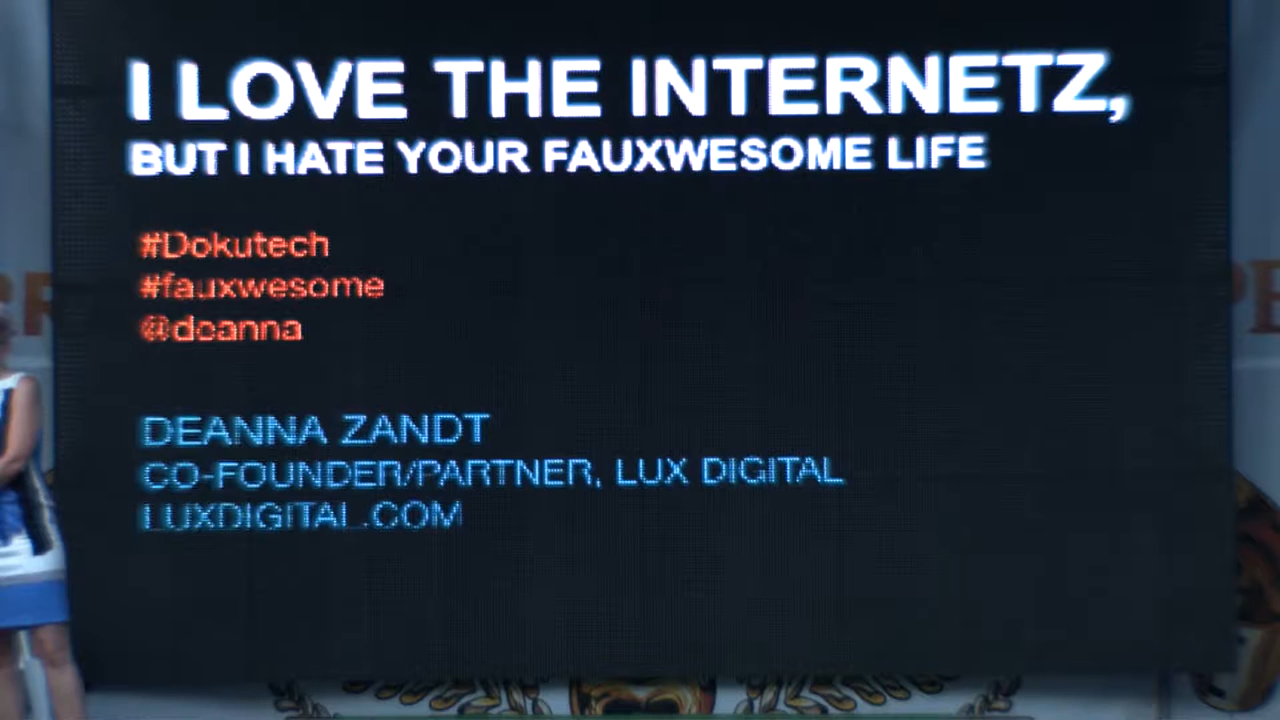 I LOVE THE INTERNETZ,
BUT I HATE YOUR FAUXWESOME LIFE
#Dokutech
#fauxwesome
@deanna
DEANNA ZANDT
CO-FOUNDER/PARTNER, LUX DIGITAL
LUXDIGITAL.COM